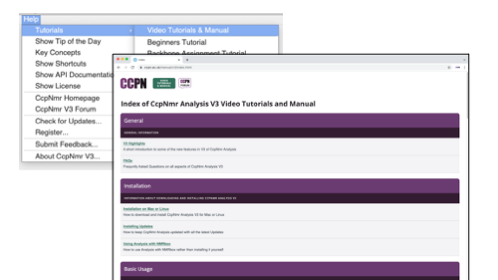 Help
Tutorials
Video Tutorials & Manual
Show Tip of the Day
Beginners Tutorial
Key Concepts
Backbone Assignment Tutorial
Show Shortcuts
Show API Documentatio
Show License
CcpNmr Homepage
CcpNmr V3 Forum
Check for Updates...
Register...
Submit Feedback...
About CcpNmr V3...
CCPN
Index of CcpNmr Analysis V3 Video Tutorials and Manual
General
GENERAL INFORMATION
V3 Highlights
A short introduction to some of the new features in V3 of CcpNmr Analysis
FAQs
Frequently Asked Questions on all aspects of CcpNmr Analysis V3
Installation
INFORMATION ABOUT DOWNLOADING AND INSTALLING CCPNMR ANALYSIS V3
Installation on Mac or Linux
How to download and install CcpNmr Analysis V3 for Mac or Linux
Installing Updates
How to keep CcpNmr Analysis updated with all the latest Updates
Using Analysis with NMRbox
How to use Analysis with NMRbox rather than installing it yourself
Basic Usage